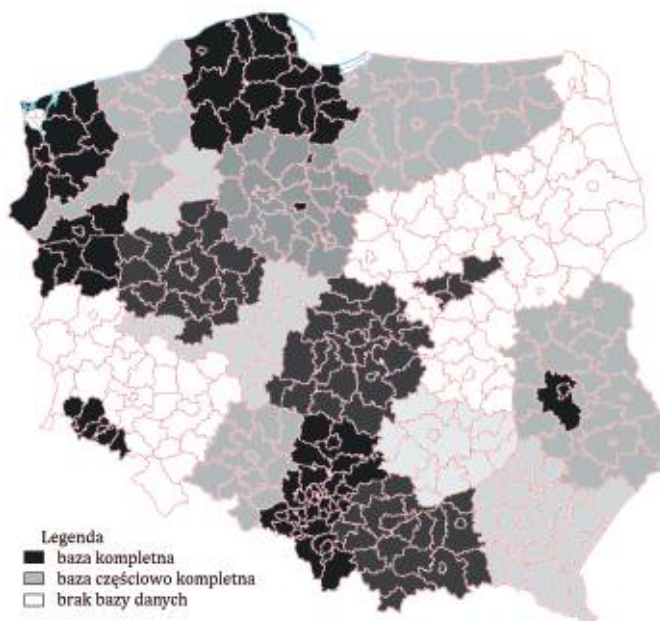 Legenda
baza kompletna
baza częściowo kompletna
brak bazy danych